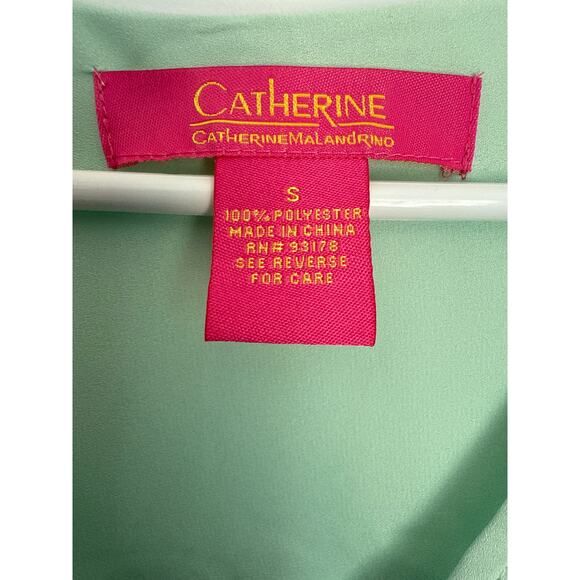 CATHERINE
CATHERINEMALANDRINO
S
100% POLYESTER
MADE IN CHINA
RN# 93178
SEE REVERSE
FOR CARE